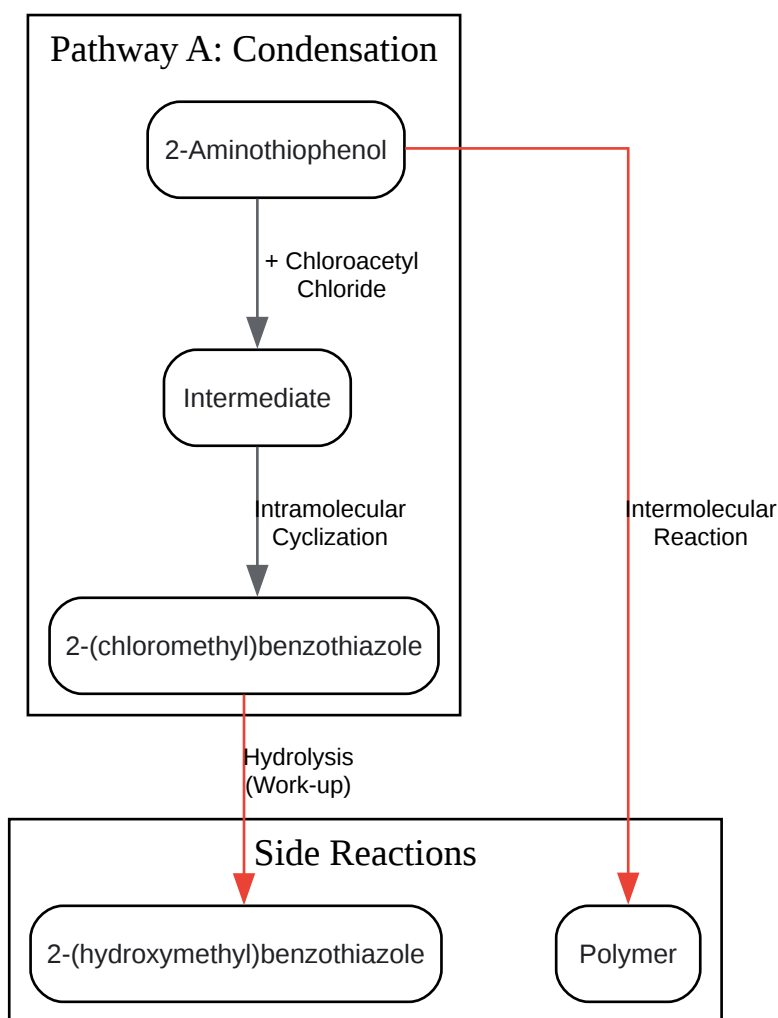 Pathway A: Condensation
2-Aminothiophenol
+ Chloroacetyl
Chloride
Intermediate
Intramolecular
Cyclization
Intermolecular
Reaction
2-(chloromethyl)benzothiazole
Hydrolysis
(Work-up)
Side Reactions
2-(hydroxymethyl)benzothiazole
Polymer